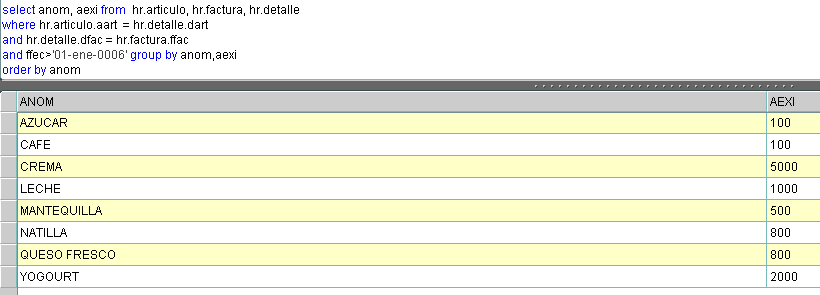 select anom, aexi from  hr.articulo, hr.factura, hr.detalle
where hr.articulo.aart  = hr.detalle.dart
and hr.detalle.dfac = hr.factura.ffac
and ffec>'01-ene-0006' group by anom,aexi
order by anom
ANOM AEXI
AZUCAR 100
CAFE 100
CREMA 5000
LECHE 1000
MANTEQUILLA 500
NATILLA 800
QUESO FRESCO 800
YOGOURT 2000